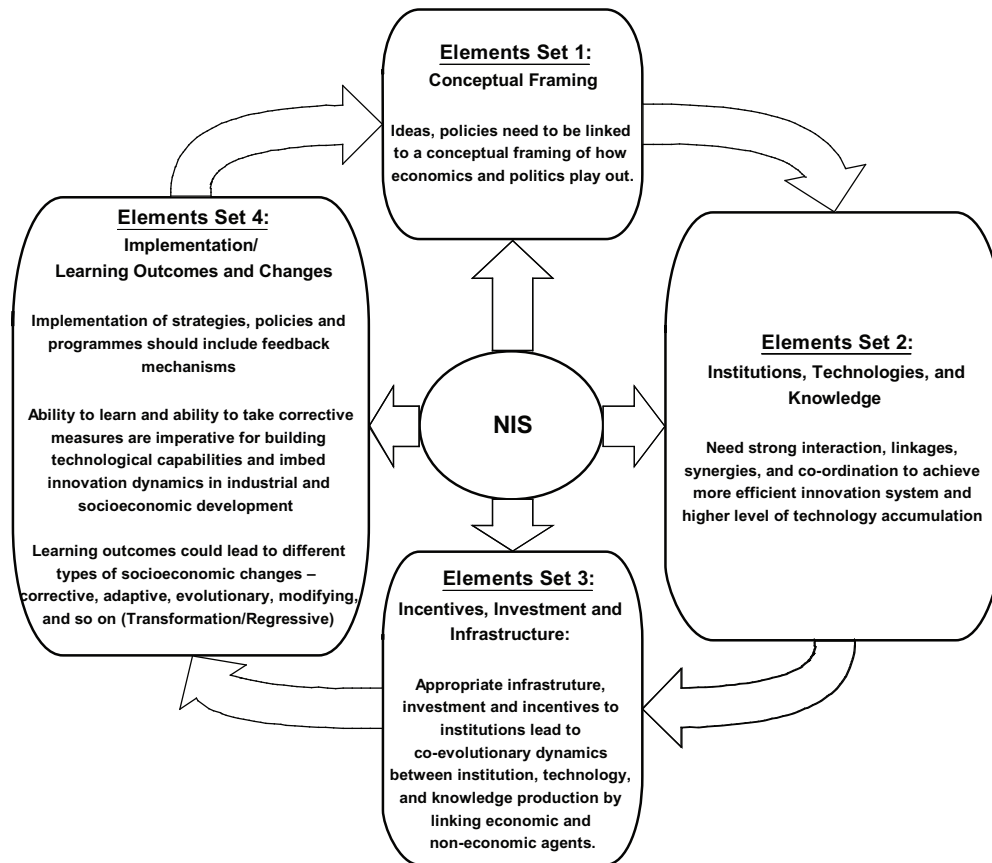 Elements Set 1:
Conceptual Framing
Ideas, policies need to be linked
to a conceptual framing of how
economics and politics play out.
Elements Set 2:
Institutions, Technologies, and
Knowledge
Need strong interaction, linkages,
synergies, and co-ordination to achieve
more efficient innovation system and
higher level of technology accumulation
Elements Set 3:
Incentives, Investment and
Infrastructure:
Appropriate infrastruture,
investment and incentives to
institutions lead to
co-evolutionary dynamics
between institution, technology,
and knowledge production by
linking economic and
non-economic agents.
Elements Set 4:
Implementation/
Learning Outcomes and Changes
Implementation of strategies, policies and
programmes should include feedback
mechanisms
Ability to learn and ability to take corrective
measures are imperative for building
technological capabilities and imbed
innovation dynamics in industrial and
socioeconomic development
Learning outcomes could lead to different
types of socioeconomic changes –
corrective, adaptive, evolutionary, modifying,
and so on (Transformation/Regressive)
NIS